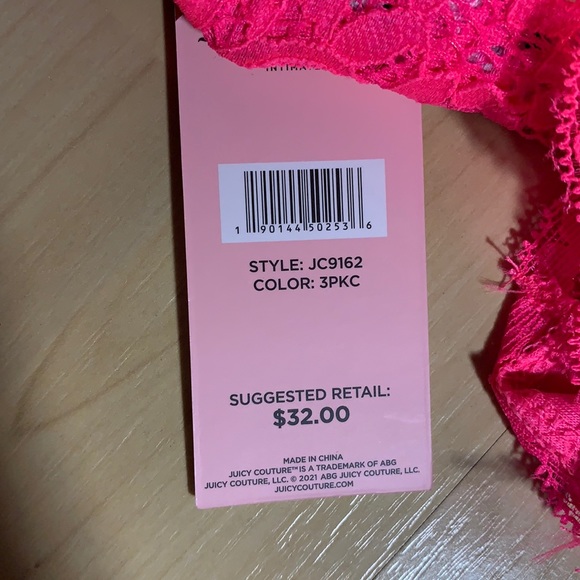 1 90144 50253 6
STYLE: JC9162
COLOR: 3PKC
SUGGESTED RETAIL:
$32.00
MADE IN CHINA
JUICY COUTURE™ IS A TRADEMARK OF ABG
JUICY COUTURE, LLC. © 2021 ABG JUICY COUTURE, LLC.
JUICYCOUTURE.COM